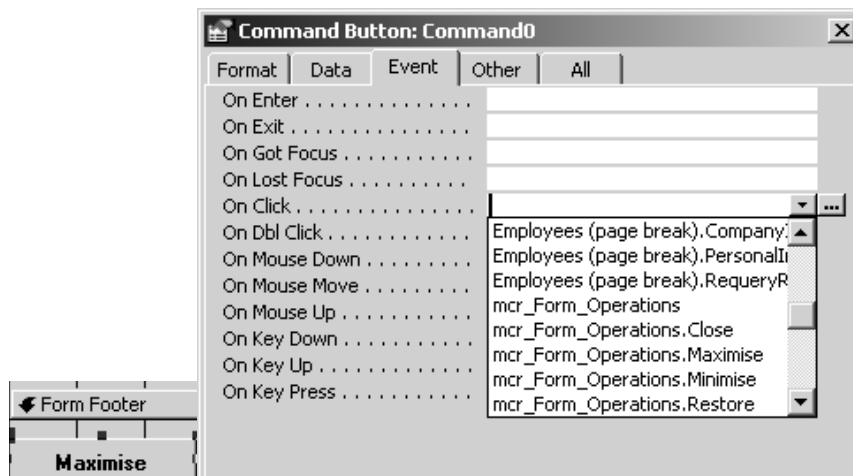 Command Button: Command0
Format Data Event Other All
On Enter . . . . . . . . . . . . . .
On Exit . . . . . . . . . . . . . . .
On Got Focus . . . . . . . . . . .
On Lost Focus . . . . . . . . . .
On Click . . . . . . . . . . . . . . .
On Dbl Click . . . . . . . . . . . .
On Mouse Down . . . . . . . . .
On Mouse Move . . . . . . . . .
On Mouse Up . . . . . . . . . . .
On Key Down . . . . . . . . . . .
On Key Up . . . . . . . . . . . . .
On Key Press . . . . . . . . . . .
Employees (page break).Company
Employees (page break).PersonalI
Employees (page break).RequeryR
mcr_Form_Operations
mcr_Form_Operations.Close
mcr_Form_Operations.Maximise
mcr_Form_Operations.Minimise
mcr_Form_Operations.Restore
Form Footer
Maximise